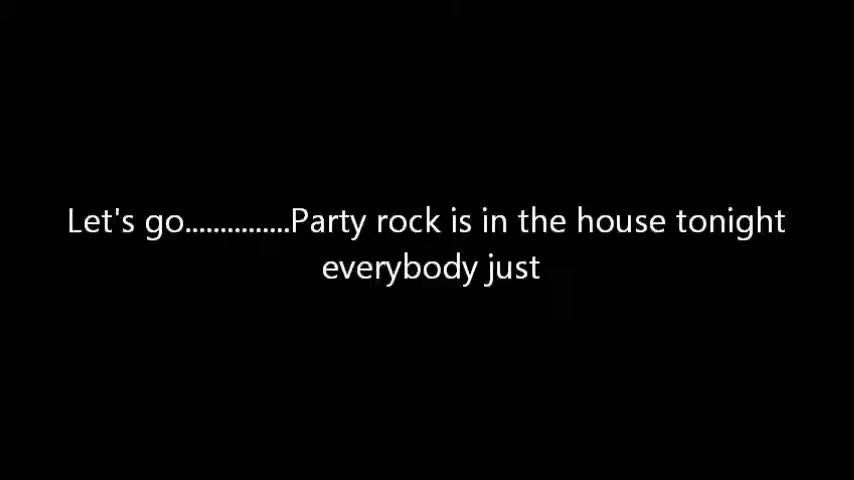 Let's go...............Party rock is in the house tonight
everybody just